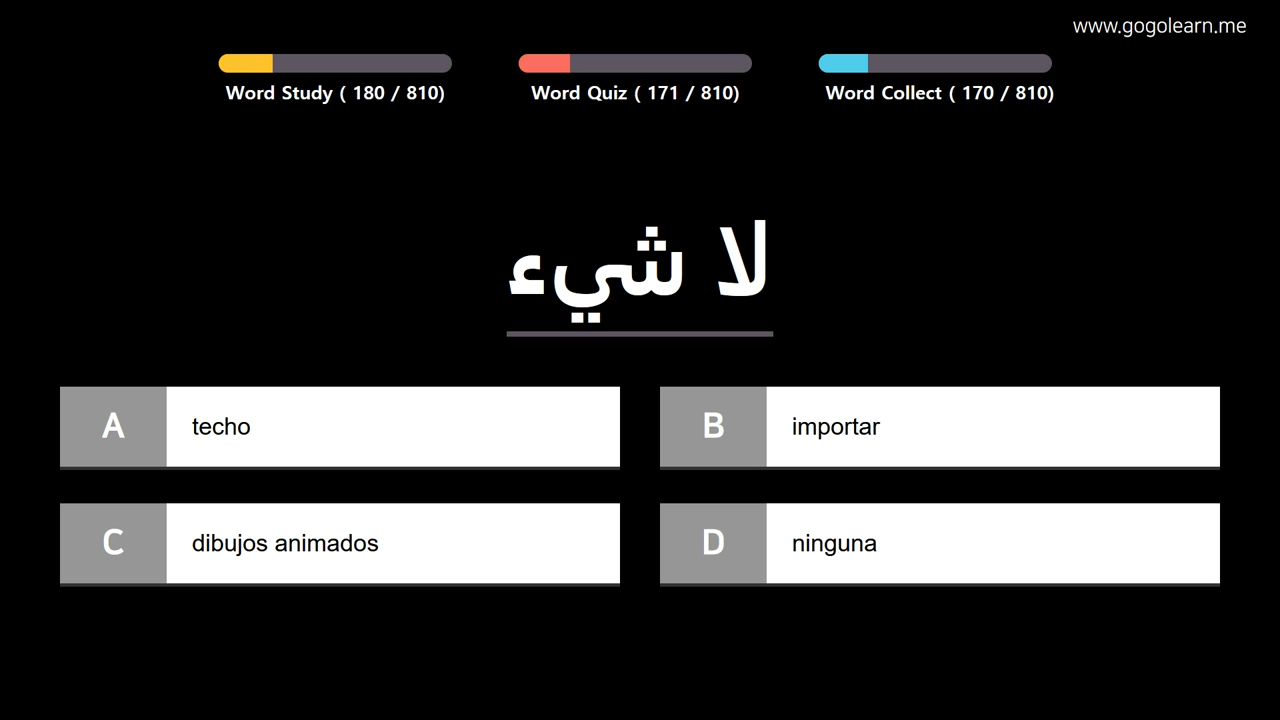 www.gogolearn.me
Word Study ( 180 / 810)
Word Quiz ( 171 / 810)
Word Collect ( 170 / 810)
لا شيء
A techo
B importar
C dibujos animados
D ninguna